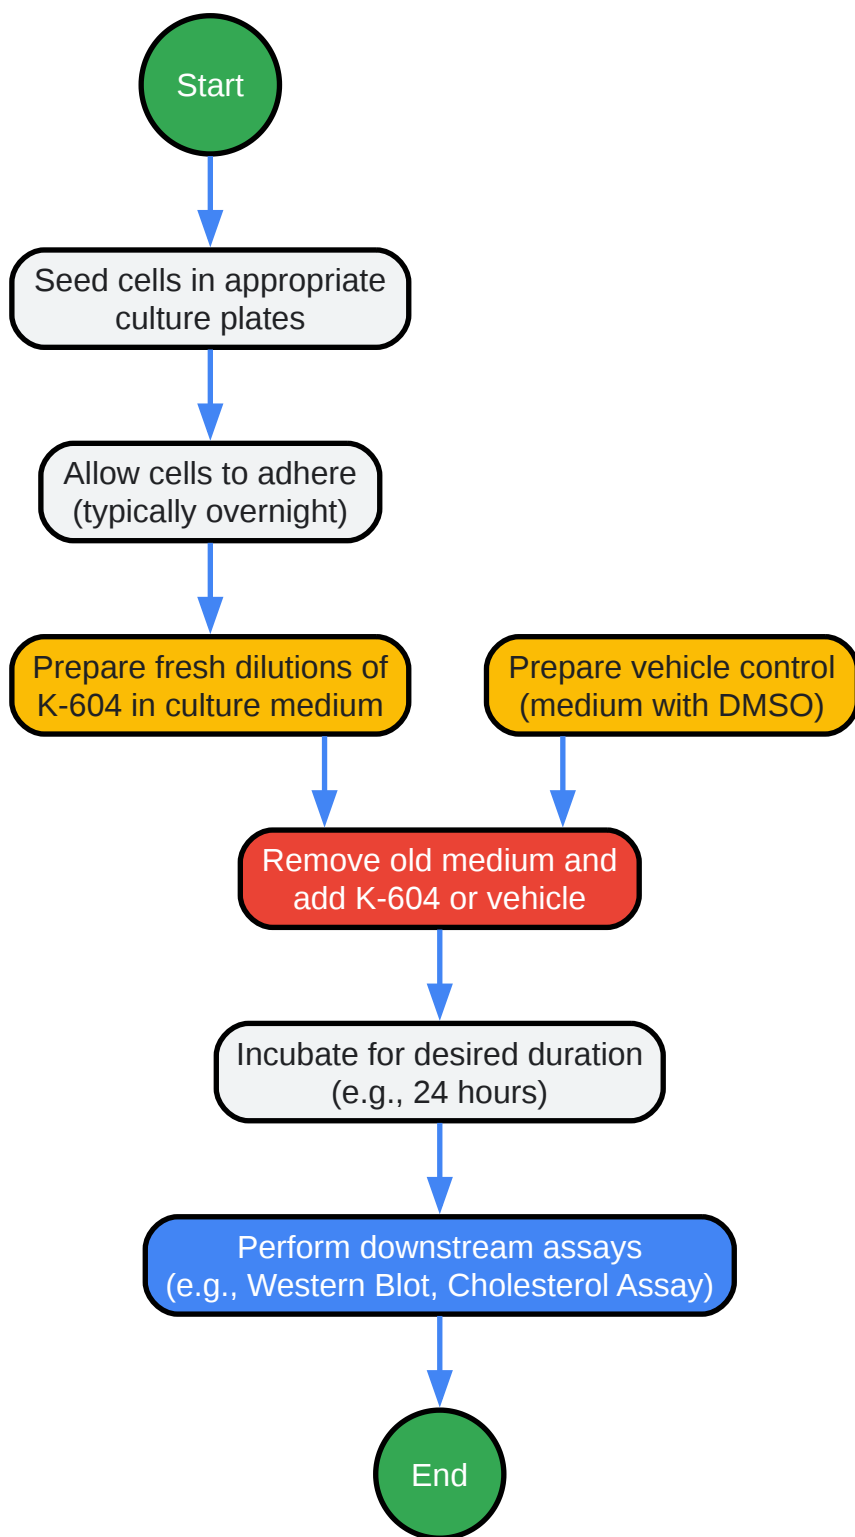 Start
Seed cells in appropriate
culture plates
Allow cells to adhere
(typically overnight)
Prepare fresh dilutions of
K-604 in culture medium
Prepare vehicle control
(medium with DMSO)
Remove old medium and
add K-604 or vehicle
Incubate for desired duration
(e.g., 24 hours)
Perform downstream assays
(e.g., Western Blot, Cholesterol Assay)
End